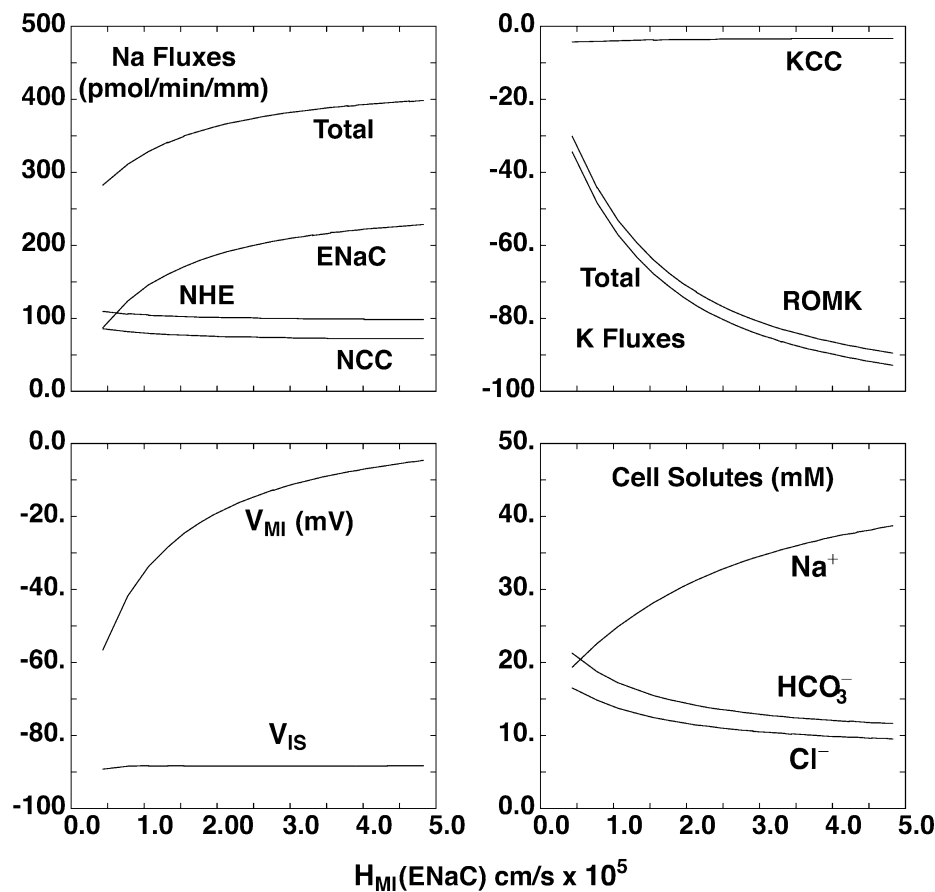 500
400
300
200
100
0.0
Na Fluxes
(pmol/min/mm)
Total
ENaC
NHE
NCC
0.0
-20.
-40.
-60.
-80.
-100
KCC
Total
ROMK
K Fluxes
0.0
-20.
-40.
-60.
-80.
-100
V_MI (mV)
V_IS
0.0 1.0 2.00 3.0 4.0 5.0
50.
40.
30.
20.
10.
0.0
Cell Solutes (mM)
Na⁺
HCO₃⁻
Cl⁻
0.0 1.0 2.0 3.0 4.0 5.0
H_MI(ENaC) cm/s x 10⁵